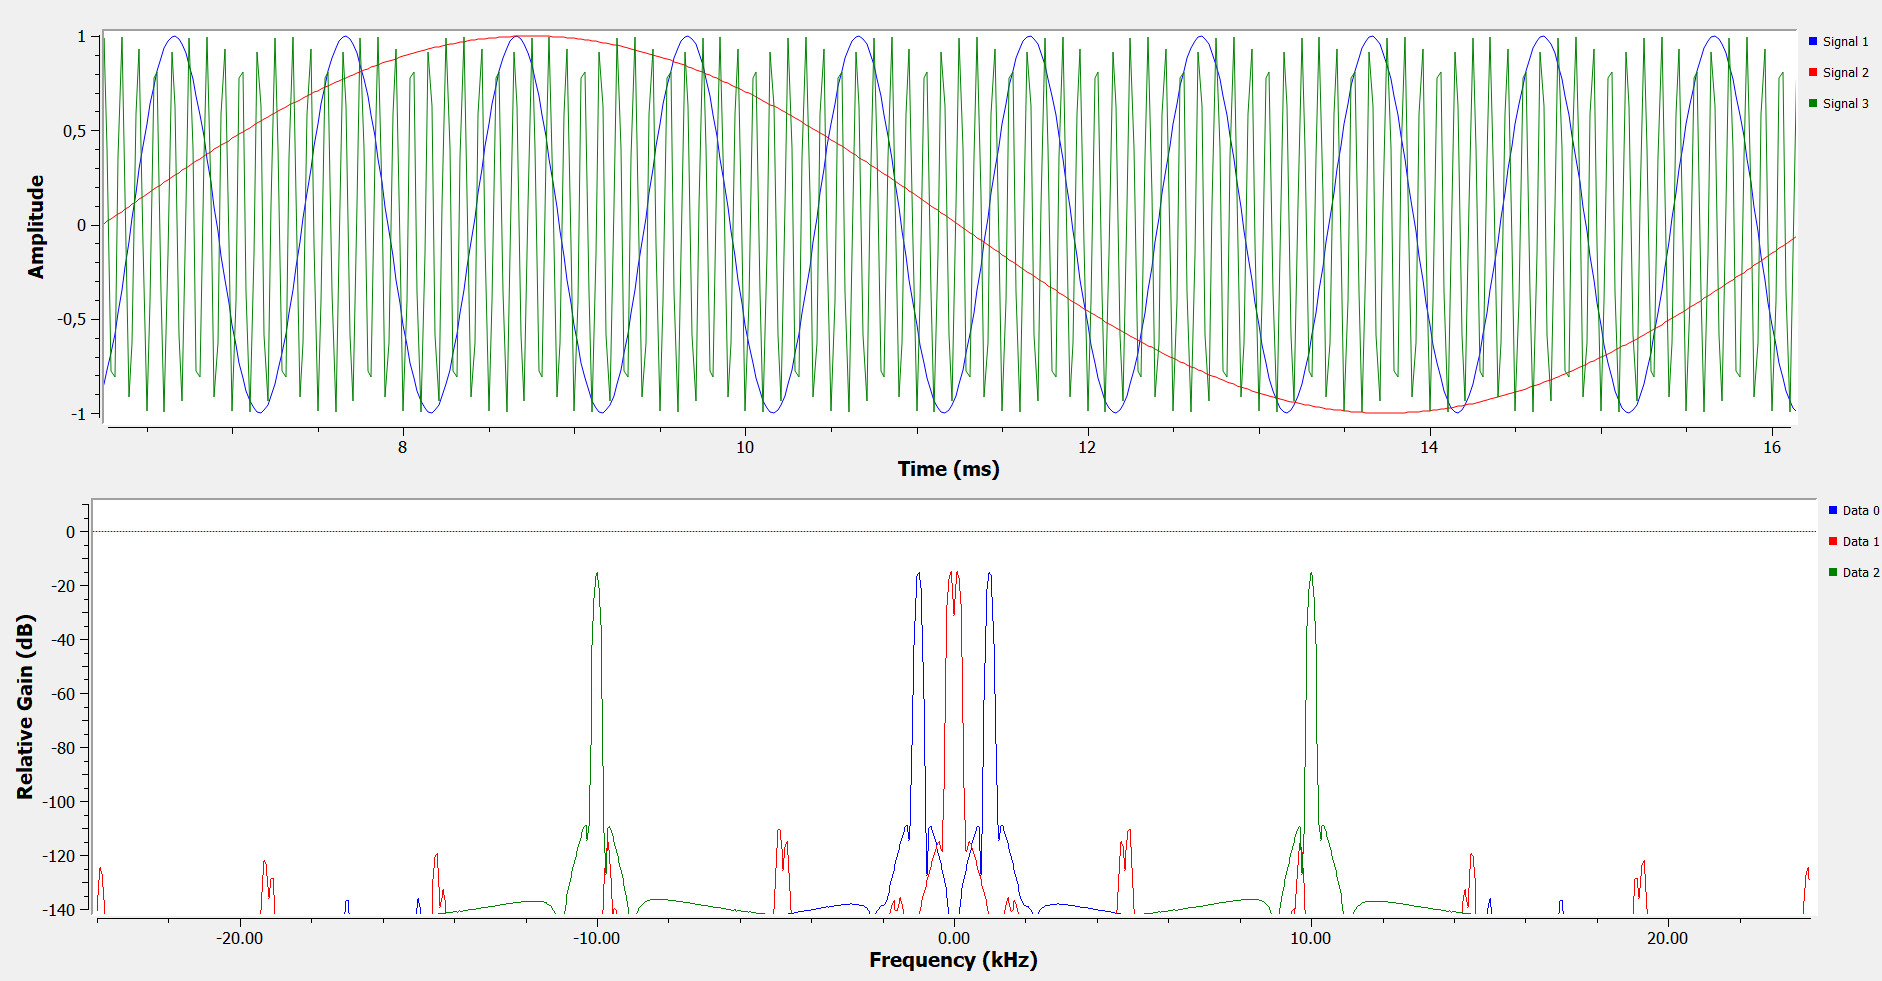 1
0,5
0
-0,5
-1
Amplitude
8
10
12
14
16
Time (ms)
Signal 1
Signal 2
Signal 3
0
-20
-40
-60
-80
-100
-120
-140
Relative Gain (dB)
-20.00
-10.00
0.00
10.00
20.00
Frequency (kHz)
Data 0
Data 1
Data 2